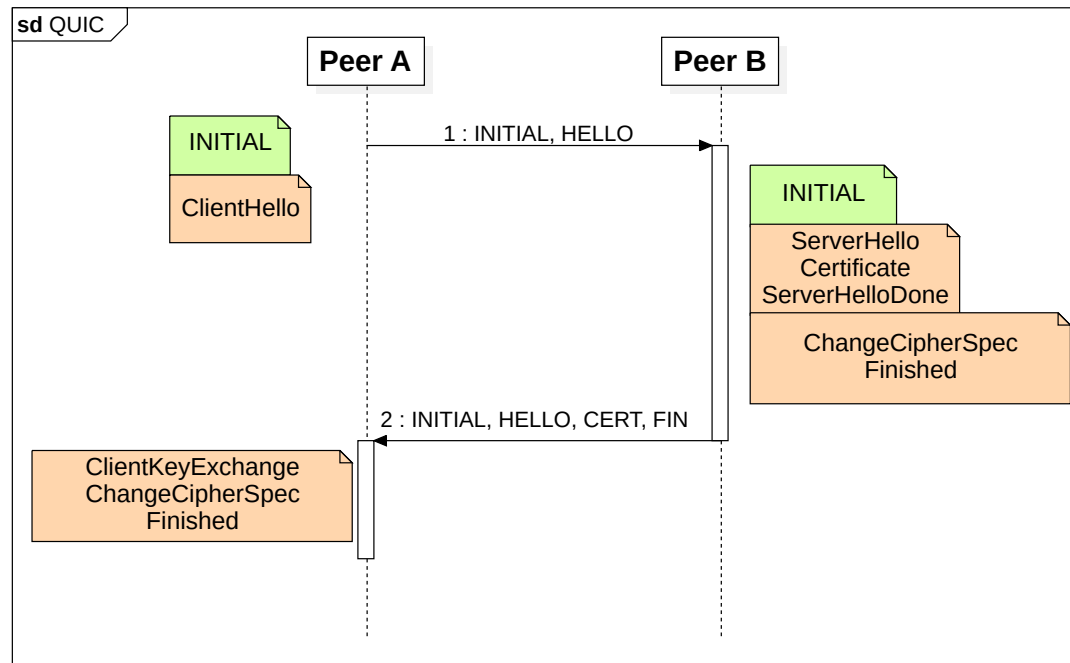 sd QUIC
Peer A
Peer B
1 : INITIAL, HELLO
INITIAL
ClientHello
INITIAL
ServerHello
Certificate
ServerHelloDone
ChangeCipherSpec
Finished
2 : INITIAL, HELLO, CERT, FIN
ClientKeyExchange
ChangeCipherSpec
Finished